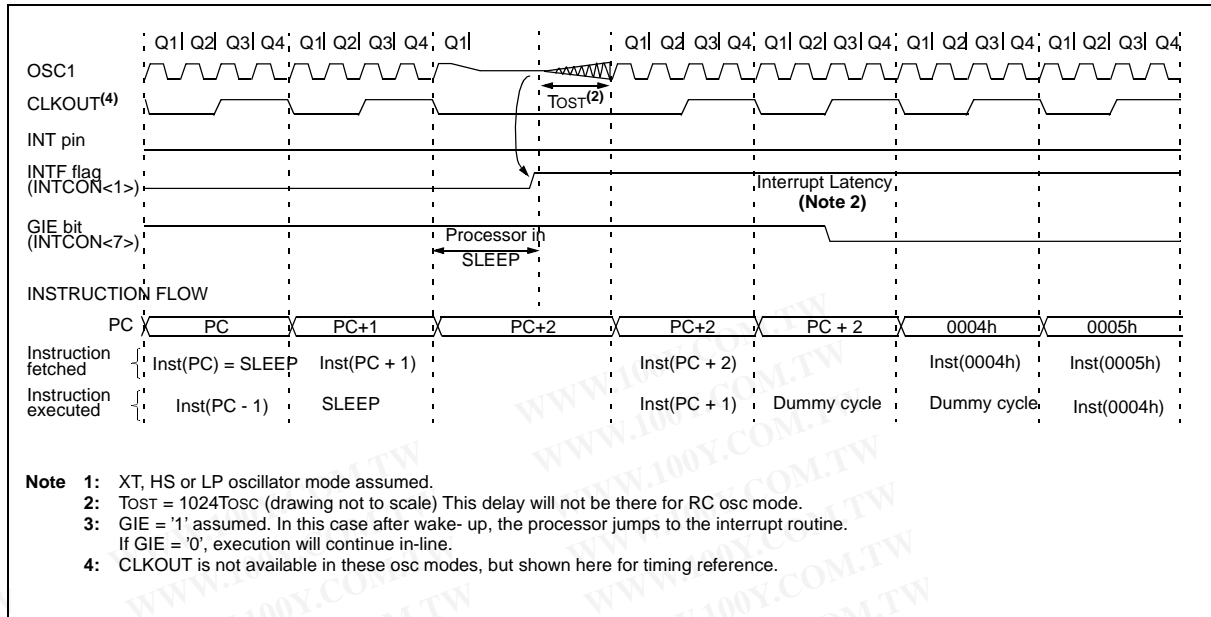 Q1 Q2 Q3 Q4 Q1 Q2 Q3 Q4 Q1 Q1 Q2 Q3 Q4 Q1 Q2 Q3 Q4 Q1 Q2 Q3 Q4 Q1 Q2 Q3 Q4
OSC1
CLKOUT(4)
TOST(2)
INT pin
INTF flag
(INTCON<1>)
Interrupt Latency
(Note 2)
GIE bit
(INTCON<7>)
Processor in
SLEEP
INSTRUCTION FLOW
PC PC PC+1 PC+2 PC+2 PC + 2 0004h 0005h
Instruction
fetched
Inst(PC) = SLEEP Inst(PC + 1) Inst(PC + 2) Inst(0004h) Inst(0005h)
Instruction
executed
Inst(PC - 1) SLEEP Inst(PC + 1) Dummy cycle Dummy cycle Inst(0004h)
Note 1: XT, HS or LP oscillator mode assumed.
2: TOST = 1024TOSC (drawing not to scale) This delay will not be there for RC osc mode.
3: GIE = '1' assumed. In this case after wake- up, the processor jumps to the interrupt routine.
If GIE = '0', execution will continue in-line.
4: CLKOUT is not available in these osc modes, but shown here for timing reference.
WWW.100Y.COM.TW